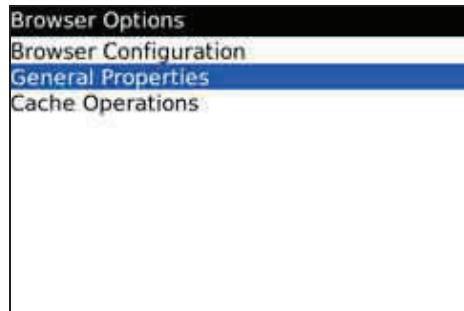 Browser Options
Browser Configuration
General Properties
Cache Operations